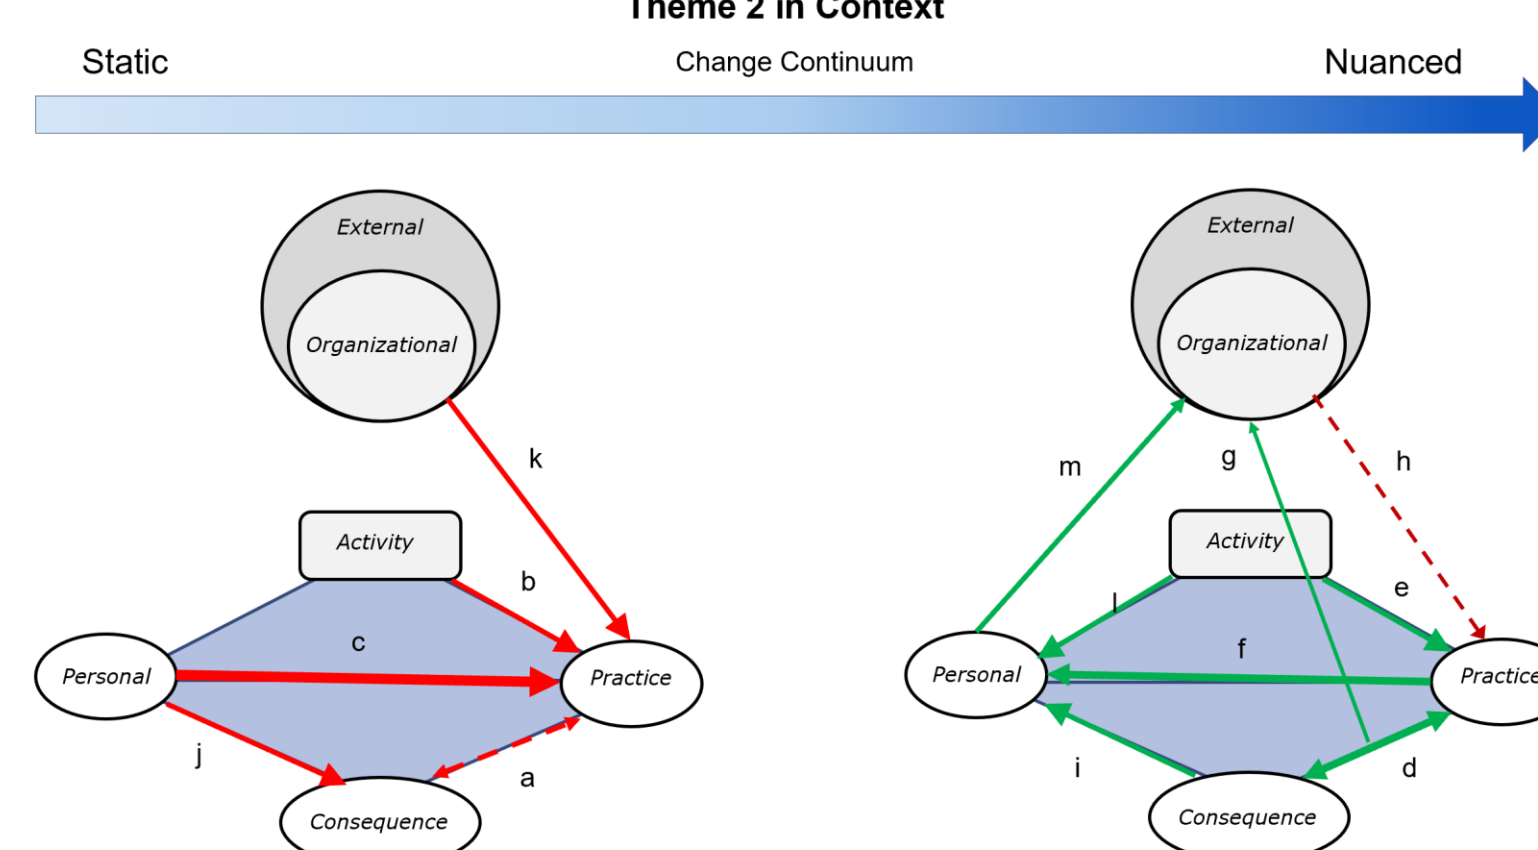 Theme 2 in Context
Static
Change Continuum
Nuanced
External
Organizational
k
Activity
b
c
Personal
Practice
j
a
Consequence
External
Organizational
m
g
h
Activity
l
e
f
Personal
Practice
i
d
Consequence